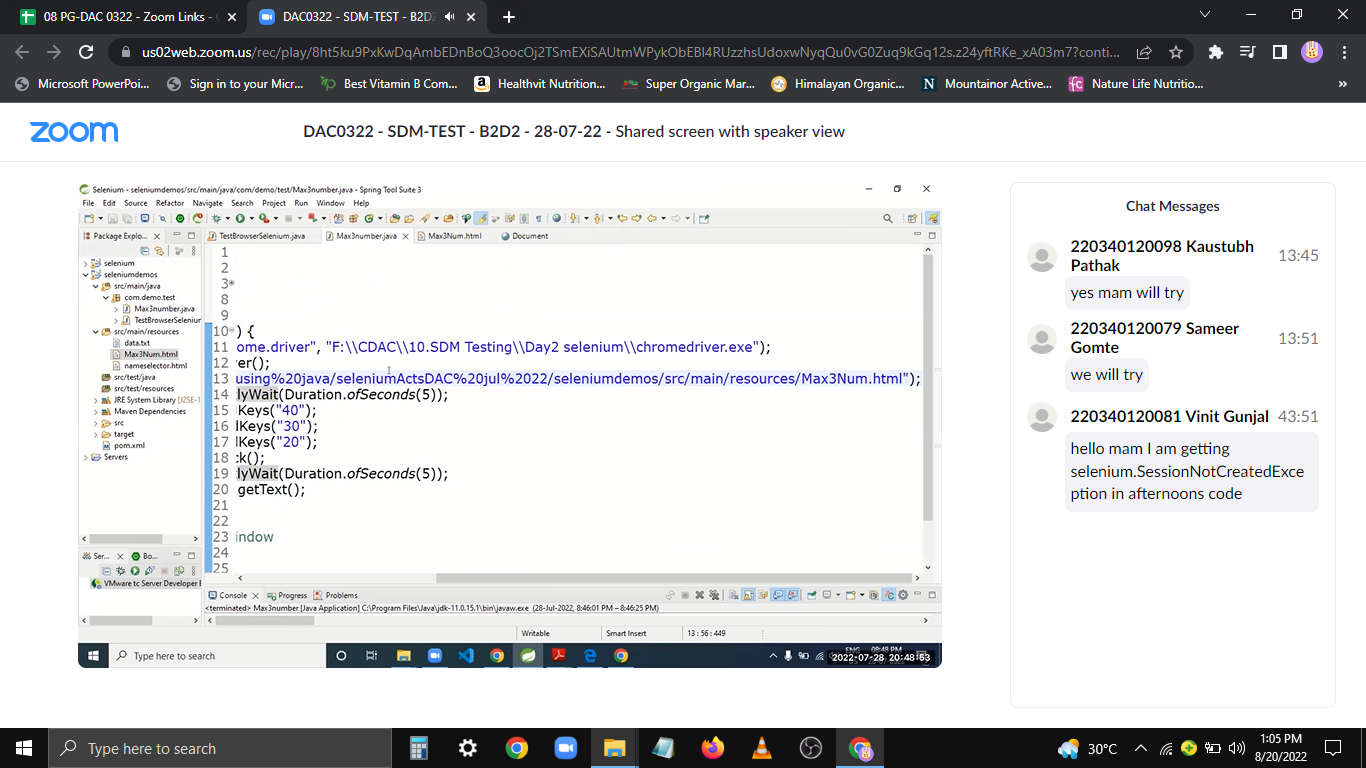 08 PG-DAC 0322 - Zoom Links -
DAC0322 - SDM-TEST - B2D2
us02web.zoom.us/rec/play/8ht5ku9PxKwDqAmbEDnBoQ3oocOj2TSmEXiSAUtmWPykObEBl4RUzzhsUdoxwNyqQu0vG0Zuq9kGq12s.z24yftRKe_xA03m7?conti...
Microsoft PowerPoi... Sign in to your Micr... Best Vitamin B Com... Healthvit Nutrition... Super Organic Mar... Himalayan Organic... Mountainor Active... Nature Life Nutritio...
zoom
DAC0322 - SDM-TEST - B2D2 - 28-07-22 - Shared screen with speaker view
Selenium - seleniumdemos/src/main/java/com/demo/test/Max3number.java - Spring Tool Suite 3
File Edit Source Refactor Navigate Search Project Run Window Help
Package Explo...
selenium
seleniumdemos
src/main/java
com.demo.test
Max3number.java
TestBrowserSeleniun
src/main/resources
data.txt
Max3Num.html
nameselector.html
src/test/java
src/test/resources
JRE System Library [J2SE-1
Maven Dependencies
src
target
pom.xml
Servers
Ser... Bo...
VMware tc Server Developer E
TestBrowserSelenium.java Max3number.java Max3Num.html Document
1
2
3
8
9
10 ) {
11 ome.driver", "F:\\CDAC\\10.SDM Testing\\Day2 selenium\\chromedriver.exe");
12 ver();
13 using%20java/seleniumActsDAC%20jul%2022/seleniumdemos/src/main/resources/Max3Num.html");
14 lyWait(Duration.ofSeconds(5));
15 Keys("40");
16 lKeys("30");
17 lKeys("20");
18 ck();
19 lyWait(Duration.ofSeconds(5));
20 getText();
21
22
23 indow
24
25
Console Progress Problems
<terminated> Max3number [Java Application] C:\Program Files\Java\jdk-11.0.15.1\bin\javaw.exe (28-Jul-2022, 8:46:01 PM – 8:46:25 PM)
Writable Smart Insert 13 : 56 : 449
Type here to search
2022-07-28 20:48:53
Chat Messages
220340120098 Kaustubh Pathak 13:45
yes mam will try
220340120079 Sameer Gomte 13:51
we will try
220340120081 Vinit Gunjal 43:51
hello mam I am getting
selenium.SessionNotCreatedExce
ption in afternoons code
Type here to search
30°C
1:05 PM
8/20/2022